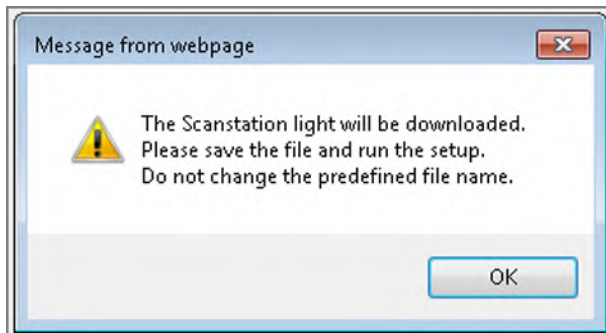 Message from webpage
The Scanstation light will be downloaded.
Please save the file and run the setup.
Do not change the predefined file name.
OK